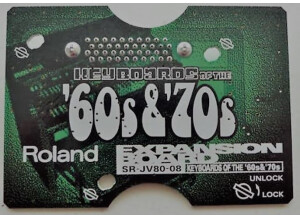 KEYBOARDS OF THE
'60s & '70s
Roland
EXPANSION
BOARD
SR-JV80-08
KEYBOARDS OF THE '60s&'70s
UNLOCK
LOCK